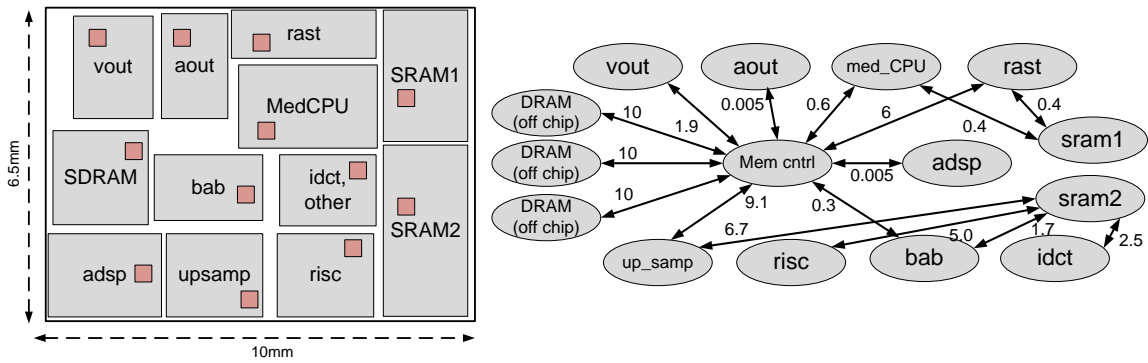 vout
aout
rast
SRAM1
MedCPU
SDRAM
bab
idct,
other
SRAM2
adsp
upsamp
risc
6.5mm
10mm
vout
aout
med_CPU
rast
DRAM
(off chip)
10
1.9
0.005
0.6
6
0.4
0.4
sram1
DRAM
(off chip)
10
Mem cntrl
0.005
adsp
DRAM
(off chip)
10
9.1
0.3
sram2
6.7
5.0
1.7
2.5
up_samp
risc
bab
idct